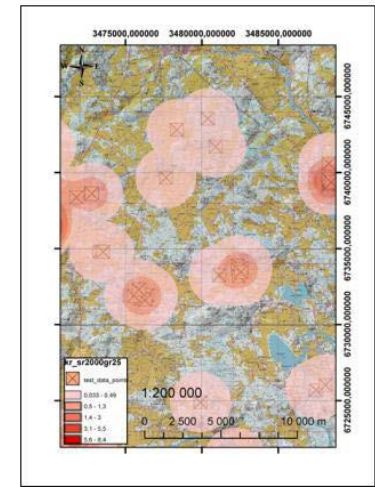 3475000,000000 3480000,000000 3485000,000000
N
W E
S
6745000,000000
6740000,000000
6735000,000000
6730000,000000
6725000,000000
kr_sr2000gr25
test_data_points
0,033 - 0,49
0,5 - 1,3
1,4 - 3
3,1 - 5,5
5,6 - 8,4
1:200 000
0 2 500 5 000 10 000 m